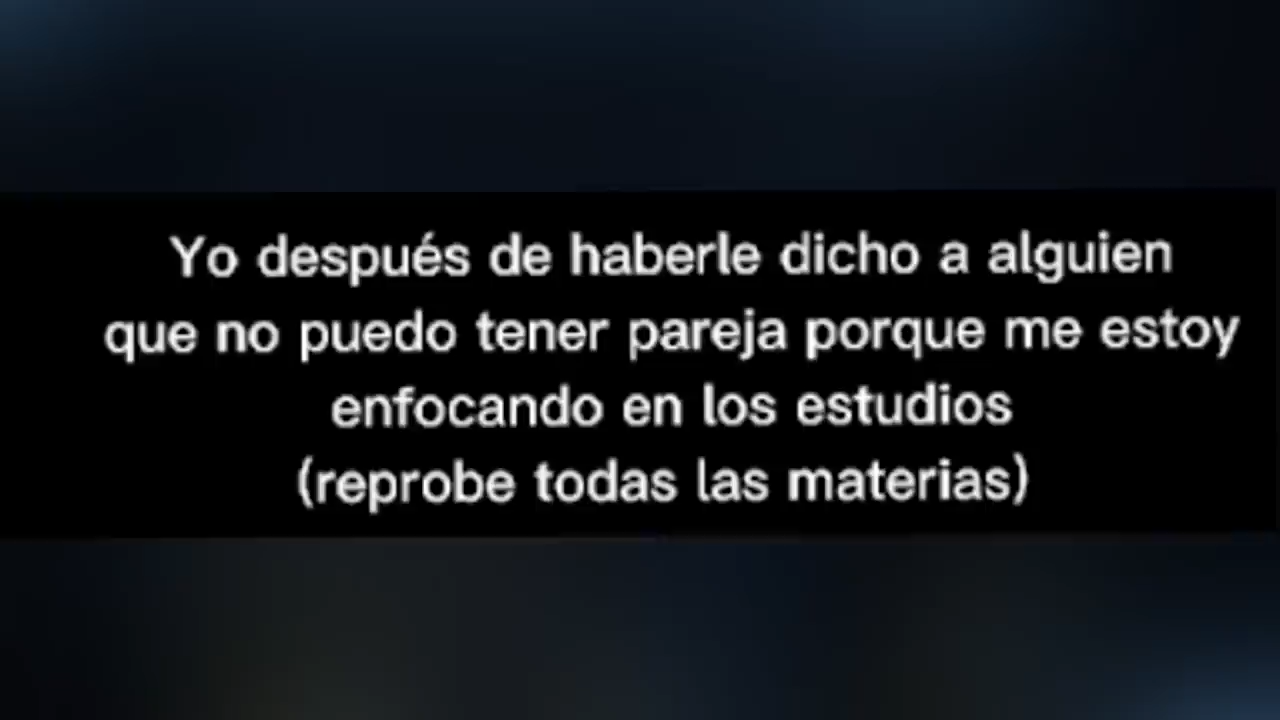 Yo después de haberle dicho a alguien
que no puedo tener pareja porque me estoy
enfocando en los estudios
(reprobe todas las materias)